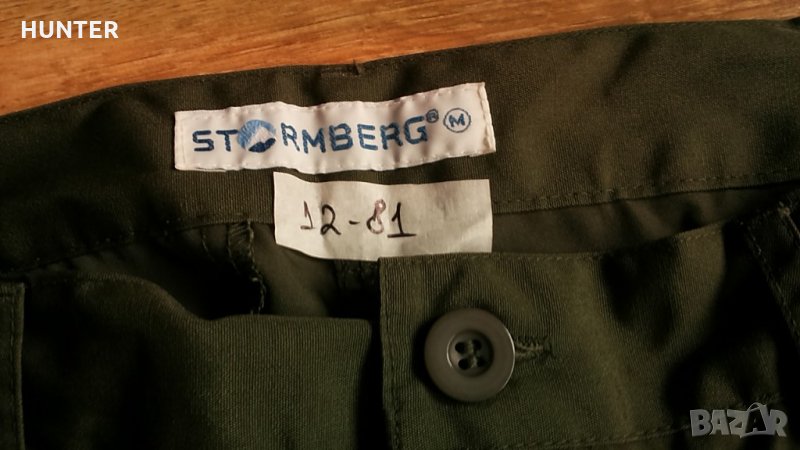 HUNTER
STORMBERG® M
12-81
BAZAR